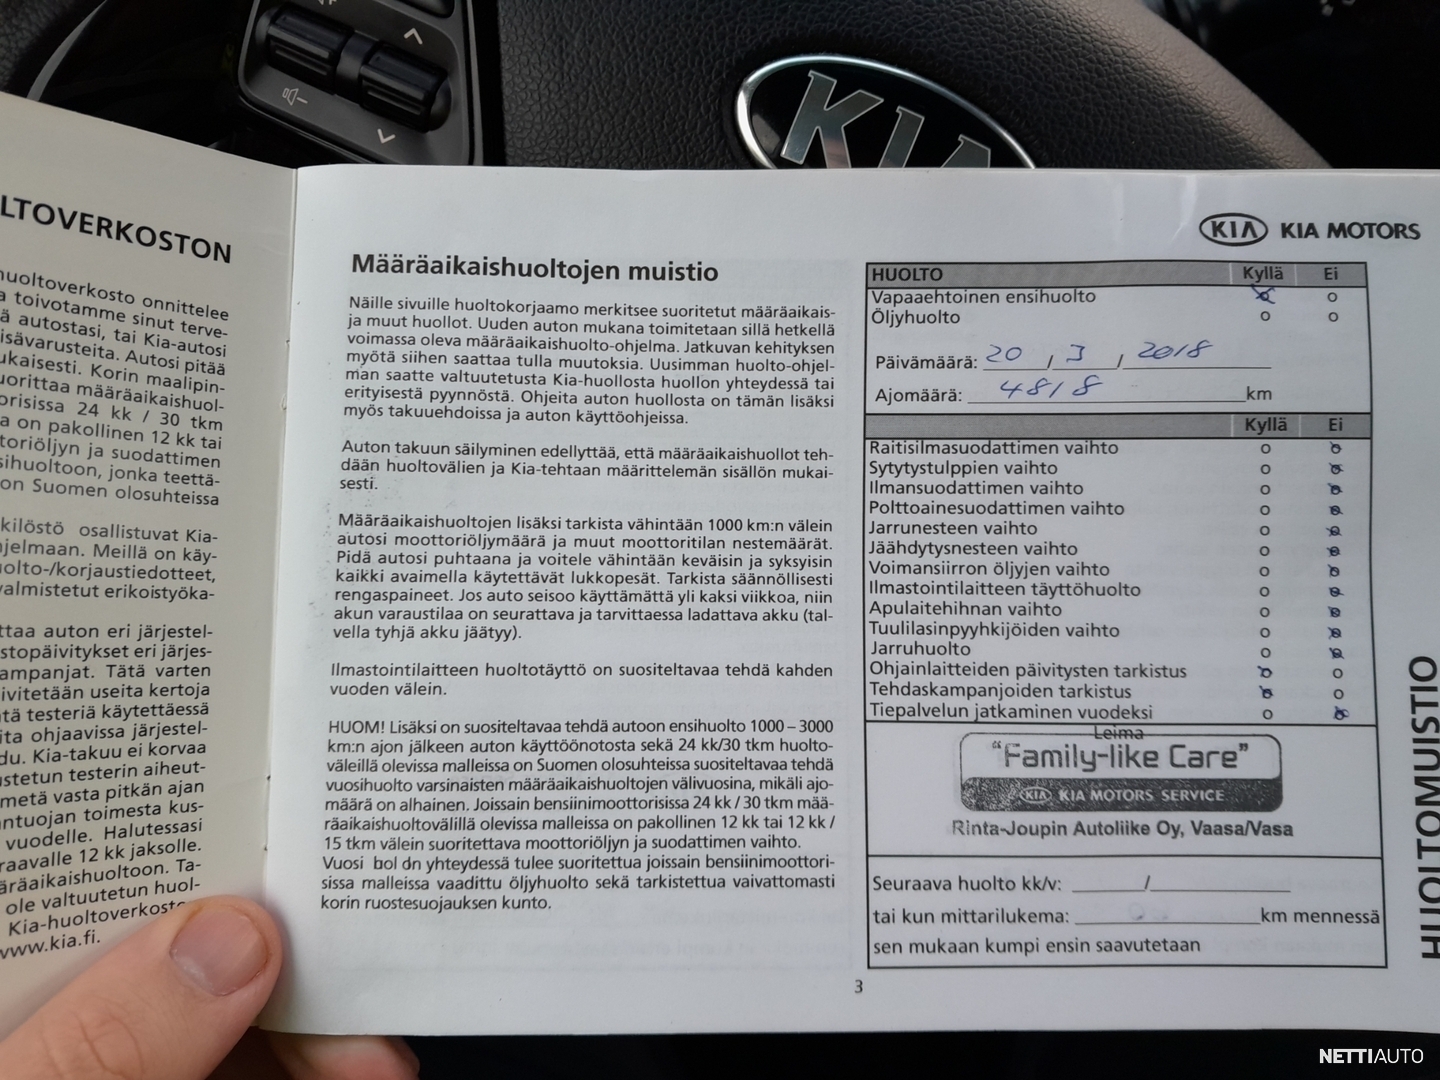 KIA
LTOVERKOSTON
huoltoverkosto onnittelee
toivotamme sinut terve-
autostasi, tai Kia-autosi
isävarusteita. Autosi pitää
ukaisesti. Korin maalipin-
uorittaa määräaikaishuol-
orisissa 24 kk / 30 tkm
a on pakollinen 12 kk tai
toriöljyn ja suodattimen
sihuoltoon, jonka teettä-
on Suomen olosuhteissa
kilöstö osallistuvat Kia-
jelmaan. Meillä on käy-
uolto-/korjaustiedotteet,
valmistetut erikoistyöka-
ttaa auton eri järjestel-
stopäivitykset eri järjes-
ampanjat. Tätä varten
ivitetään useita kertoja
tä testeriä käytettäessä
ita ohjaavissa järjestel-
du. Kia-takuu ei korvaa
ustetun testerin aiheut-
metä vasta pitkän ajan
antuojan toimesta kus-
vuodelle. Halutessasi
raavalle 12 kk jaksolle.
äräaikaishuoltoon. Ta-
ole valtuutetun huol-
Kia-huoltoverkosto
www.kia.fi.
Määräaikaishuoltojen muistio
Näille sivuille huoltokorjaamo merkitsee suoritetut määräaikais-
ja muut huollot. Uuden auton mukana toimitetaan sillä hetkellä
voimassa oleva määräaikaishuolto-ohjelma. Jatkuvan kehityksen
myötä siihen saattaa tulla muutoksia. Uusimman huolto-ohjel-
man saatte valtuutetusta Kia-huollosta huollon yhteydessä tai
erityisestä pyynnöstä. Ohjeita auton huollosta on tämän lisäksi
myös takuuehdoissa ja auton käyttöohjeissa.
Auton takuun säilyminen edellyttää, että määräaikaishuollot teh-
dään huoltovälien ja Kia-tehtaan määrittelemän sisällön mukai-
sesti.
Määräaikaishuoltojen lisäksi tarkista vähintään 1000 km:n välein
autosi moottoriöljymäärä ja muut moottoritilan nestemäärät.
Pidä autosi puhtaana ja voitele vähintään keväisin ja syksyisin
kaikki avaimella käytettävät lukkopesät. Tarkista säännöllisesti
rengaspaineet. Jos auto seisoo käyttämättä yli kaksi viikkoa, niin
akun varaustilaa on seurattava ja tarvittaessa ladattava akku (tal-
vella tyhjä akku jäätyy).
Ilmastointilaitteen huoltotäyttö on suositeltavaa tehdä kahden
vuoden välein.
HUOM! Lisäksi on suositeltavaa tehdä autoon ensihuolto 1000 – 3000
km:n ajon jälkeen auton käyttöönotosta sekä 24 kk/30 tkm huolto-
väleillä olevissa malleissa on Suomen olosuhteissa suositeltavaa tehdä
vuosihuolto varsinaisten määräaikaishuoltojen välivuosina, mikäli ajo-
määrä on alhainen. Joissain bensiinimoottorisissa 24 kk / 30 tkm mää-
räaikaishuoltovälillä olevissa malleissa on pakollinen 12 kk tai 12 kk /
15 tkm välein suoritettava moottoriöljyn ja suodattimen vaihto.
Vuosi yhteydessä tulee suoritettua joissain bensiinimoottori-
sissa malleissa vaadittu öljyhuolto sekä tarkistettua vaivattomasti
korin ruostesuojauksen kunto.
KIA KIA MOTORS
HUOLTO Kyllä Ei
Vapaaehtoinen ensihuolto
Öljyhuolto
Päivämäärä: 20 / 3 / 2018
Ajomäärä: 4818 km
Kyllä Ei
Raitisilmasuodattimen vaihto
Sytytystulppien vaihto
Ilmansuodattimen vaihto
Polttoainesuodattimen vaihto
Jarrunesteen vaihto
Jäähdytysnesteen vaihto
Voimansiirron öljyjen vaihto
Ilmastointilaitteen täyttöhuolto
Apulaitehihnan vaihto
Tuulilasinpyyhkijöiden vaihto
Jarruhuolto
Ohjainlaitteiden päivitysten tarkistus
Tehdaskampanjoiden tarkistus
Tiepalvelun jatkaminen vuodeksi
Leima
"Family-like Care"
KIA KIA MOTORS SERVICE
Rinta-Joupin Autoliike Oy, Vaasa/Vasa
Seuraava huolto kk/v: /
tai kun mittarilukema: km mennessä
sen mukaan kumpi ensin saavutetaan
3
HUOLTOMUISTIO
NETTIAUTO